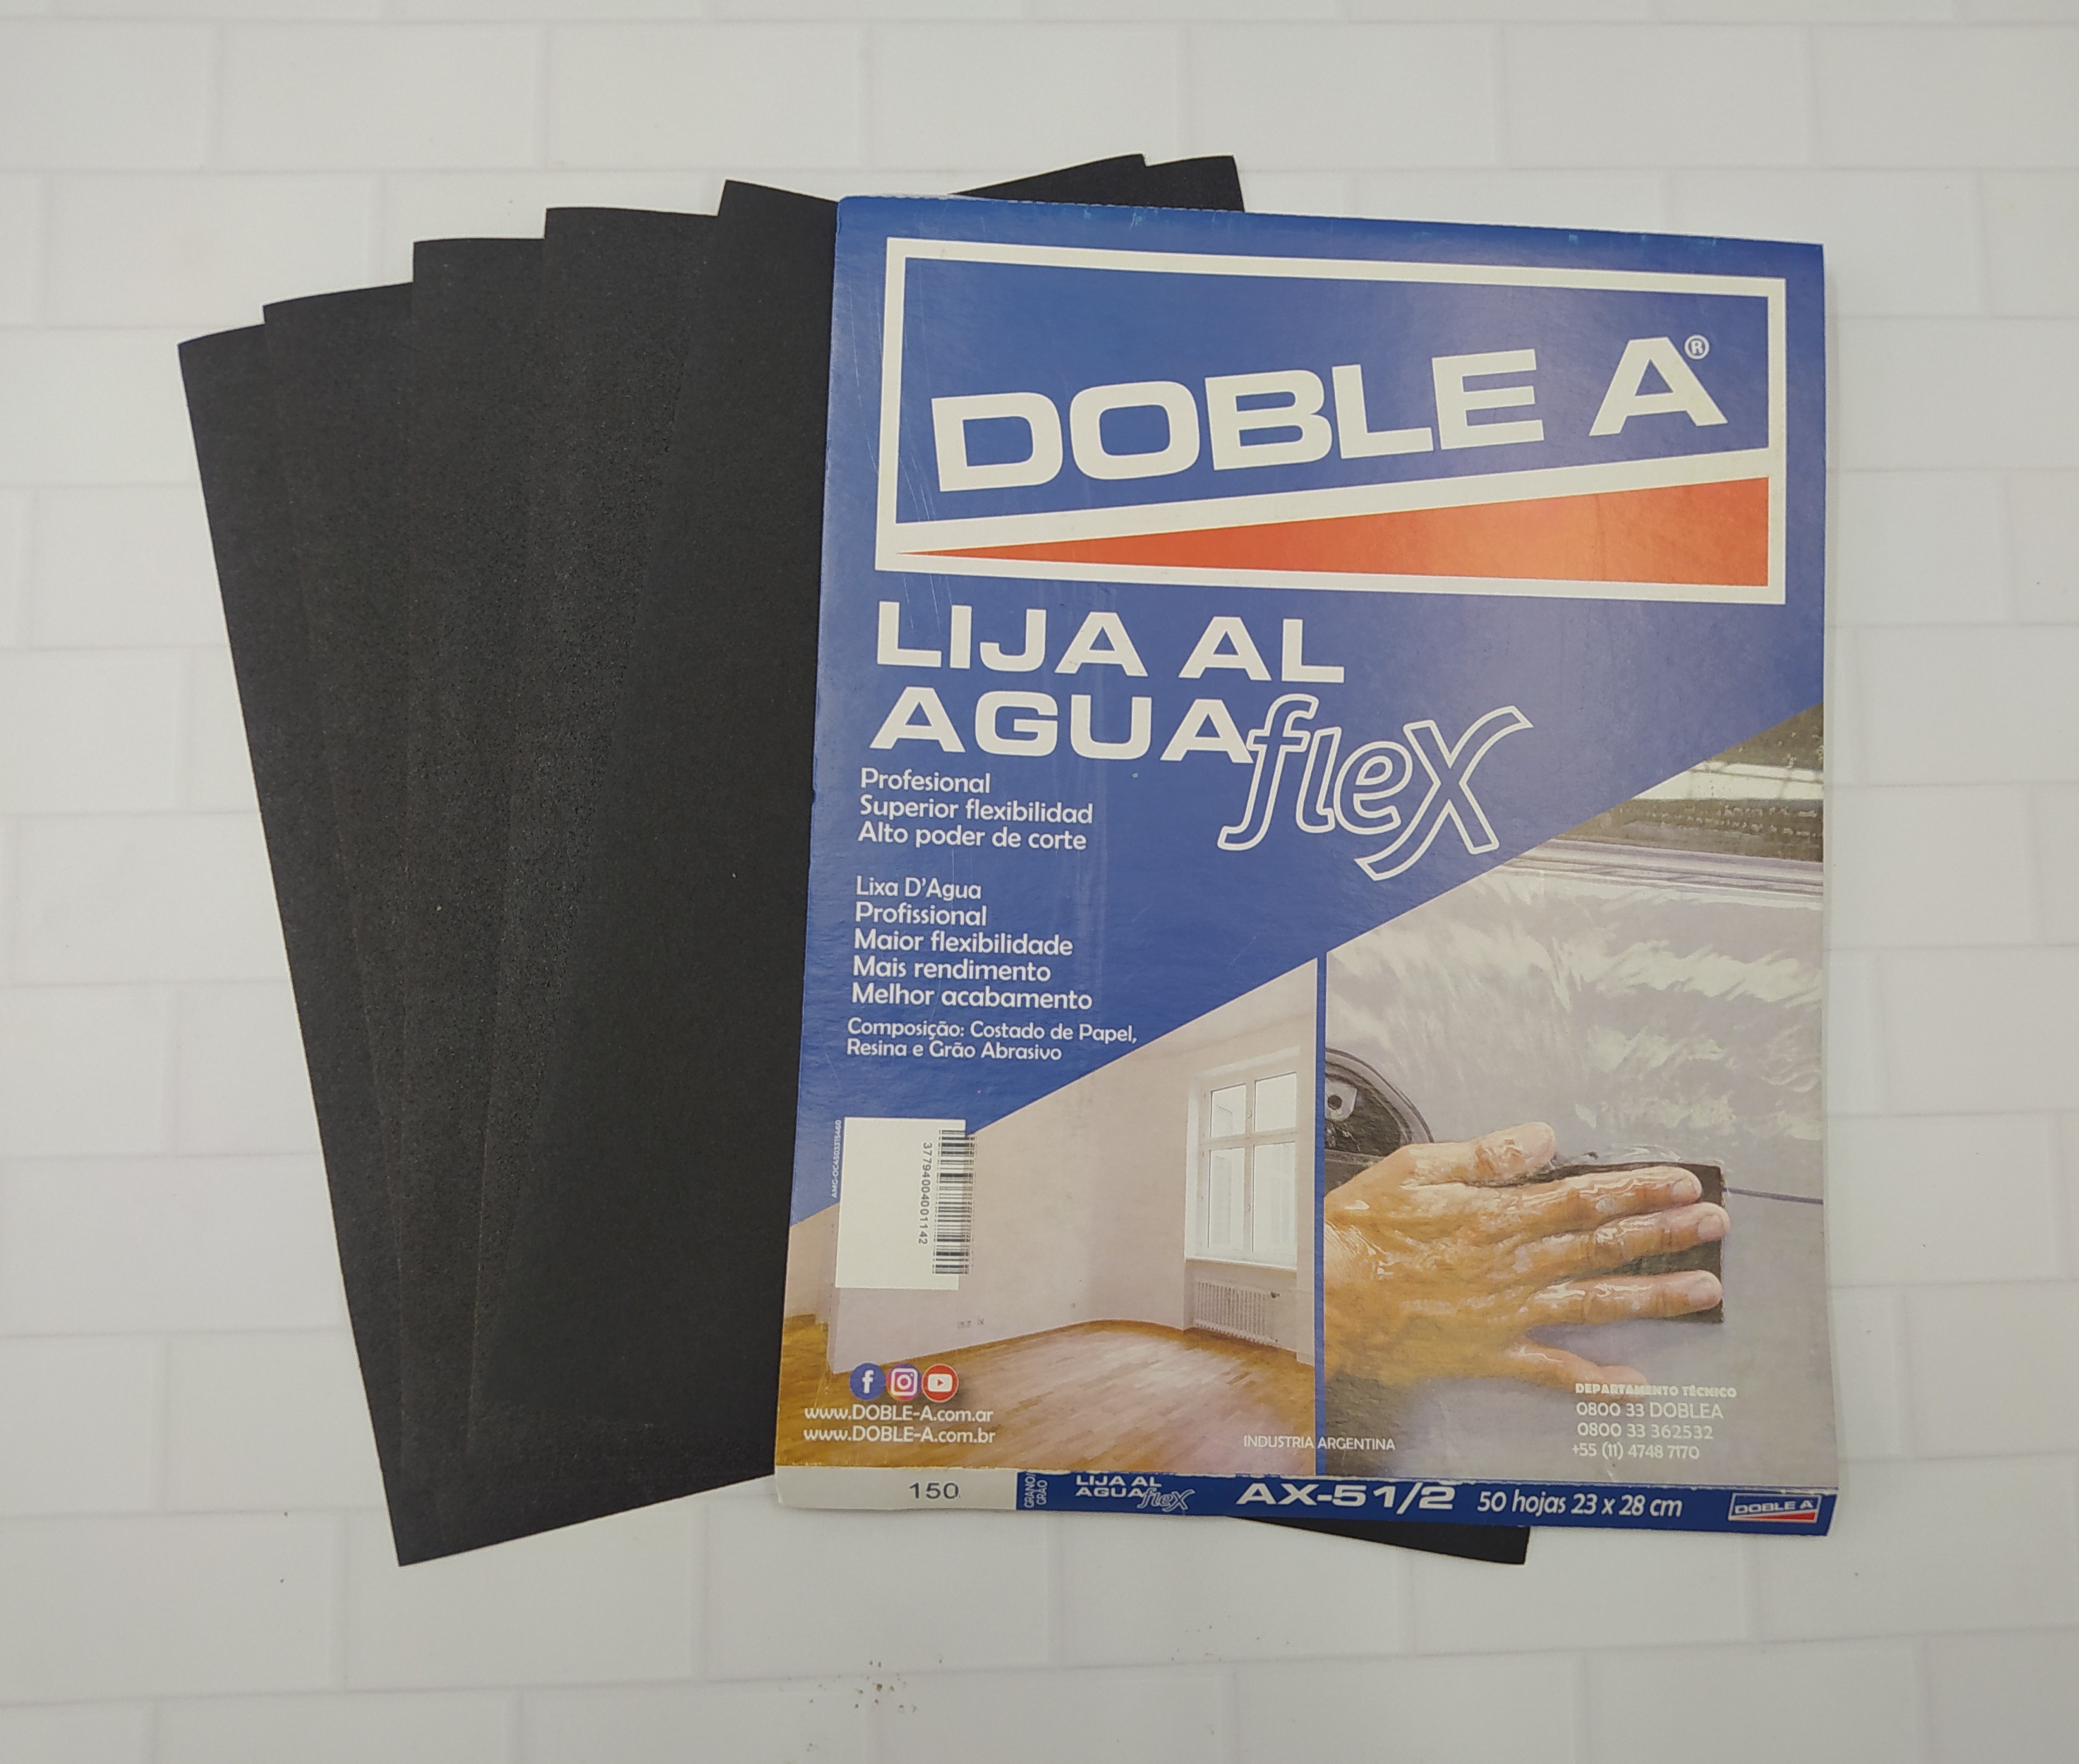 DOBLE A®
LIJA AL
AGUA flex
Profesional
Superior flexibilidad
Alto poder de corte
Lixa D'Agua
Profissional
Maior flexibilidade
Mais rendimento
Melhor acabamento
Composição: Costado de Papel,
Resina e Grão Abrasivo
377940040001142
www.DOBLE-A.com.ar
www.DOBLE-A.com.br
INDUSTRIA ARGENTINA
DEPARTAMENTO TÉCNICO
0800 33 DOBLEA
0800 33 362532
+55 (11) 4748 7170
150
GRANO/
GRÃO
LIJA AL
AGUA flex
AX-51/2
50 hojas 23 x 28 cm
DOBLE A